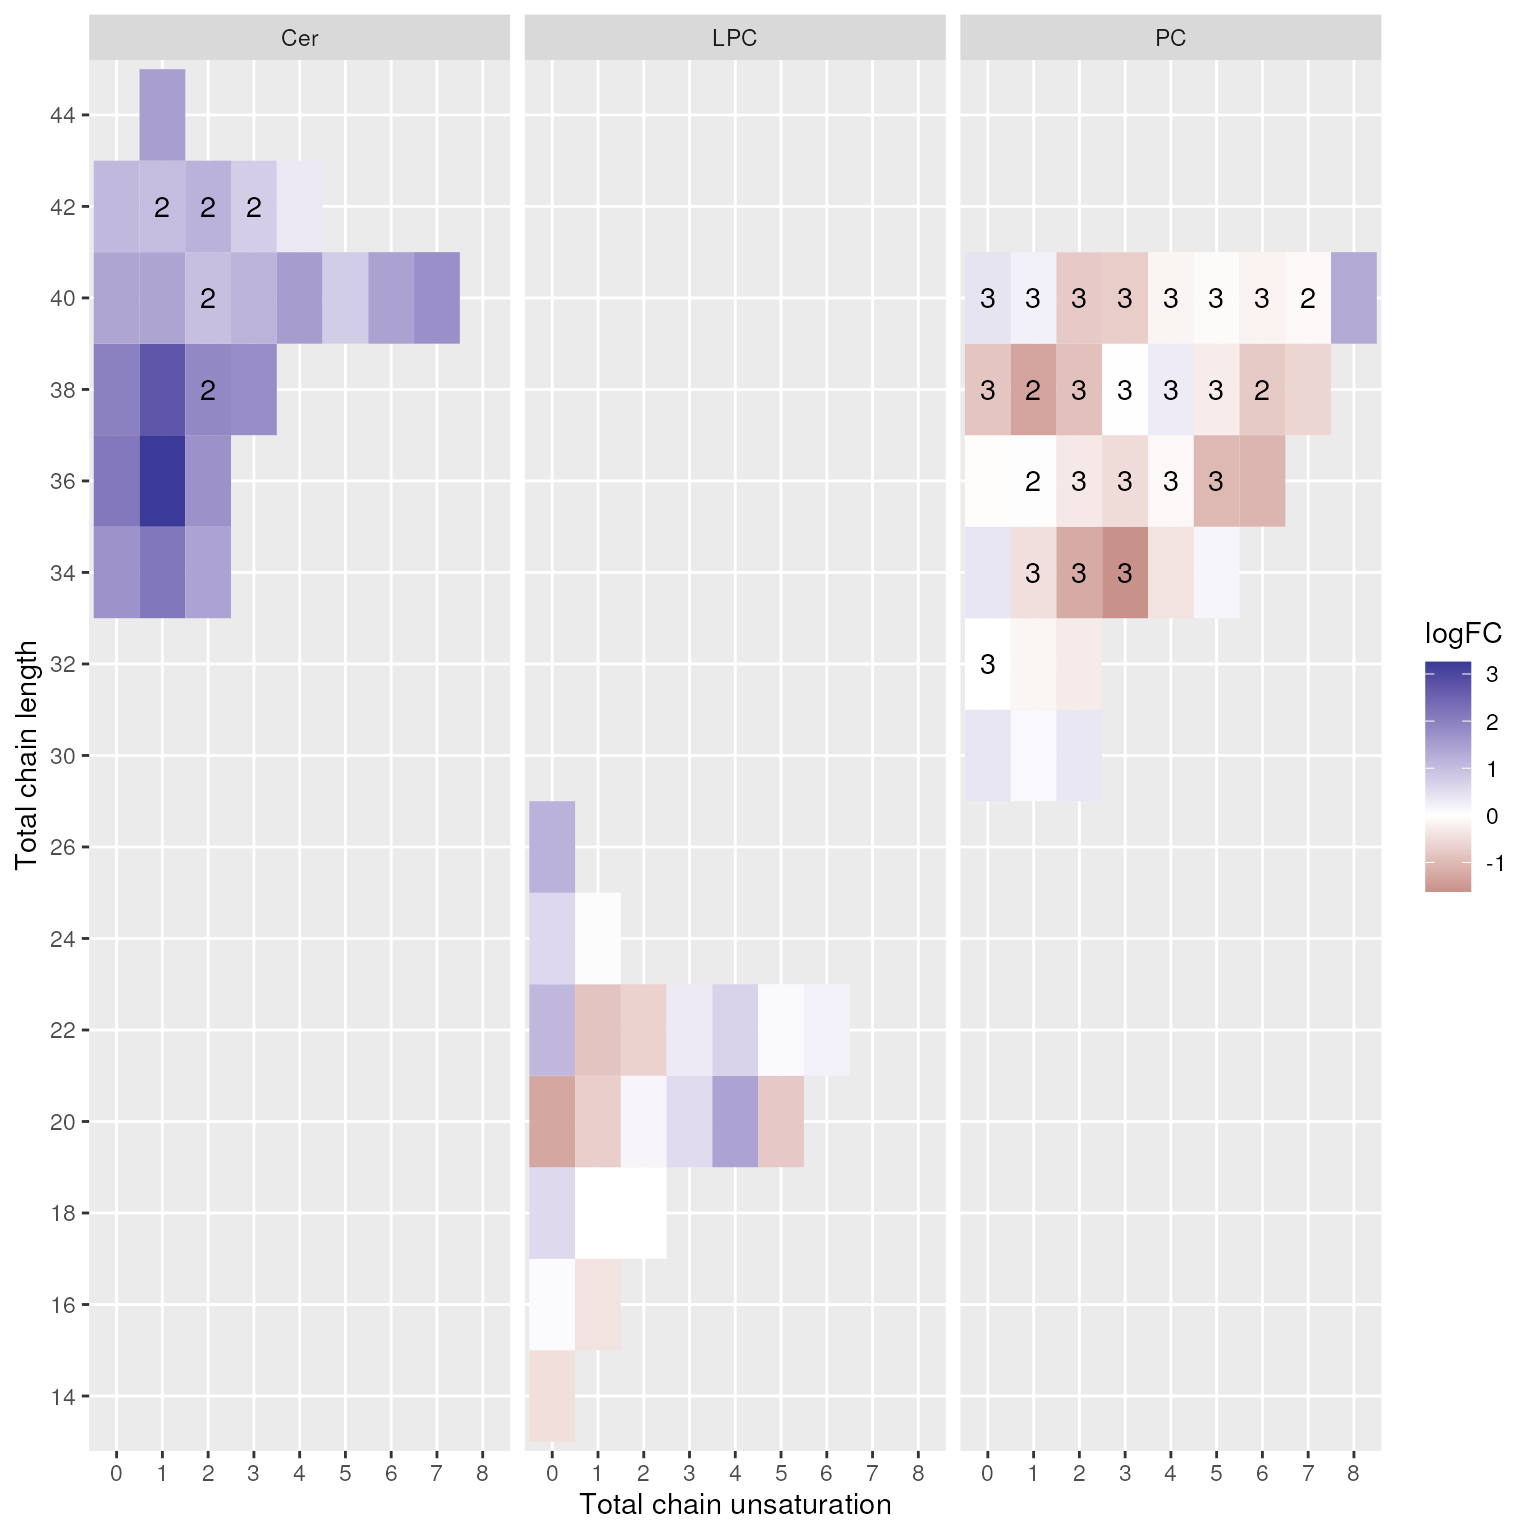 Cer LPC PC
44
42 2 2 2
40 2 3 3 3 3 3 3 3 2
38 2 3 2 3 3 3 3 2
36 2 3 3 3 3
34 3 3 3
32 3
30
26
24
22
20
18
16
14
Total chain length
0 1 2 3 4 5 6 7 8 0 1 2 3 4 5 6 7 8 0 1 2 3 4 5 6 7 8
Total chain unsaturation
logFC
3
2
1
0
-1